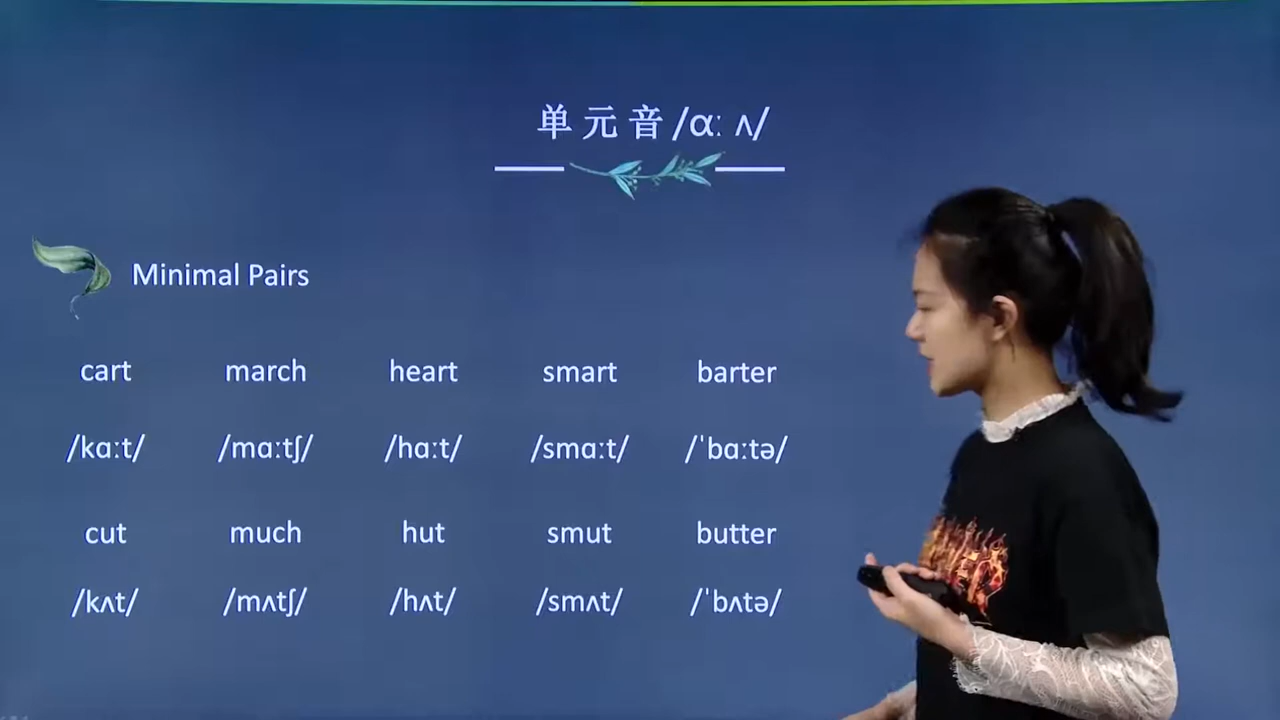 单元音/ɑː ʌ/
Minimal Pairs
cart march heart smart barter
/kɑːt/ /mɑːtʃ/ /hɑːt/ /smɑːt/ /ˈbɑːtə/
cut much hut smut butter
/kʌt/ /mʌtʃ/ /hʌt/ /smʌt/ /ˈbʌtə/